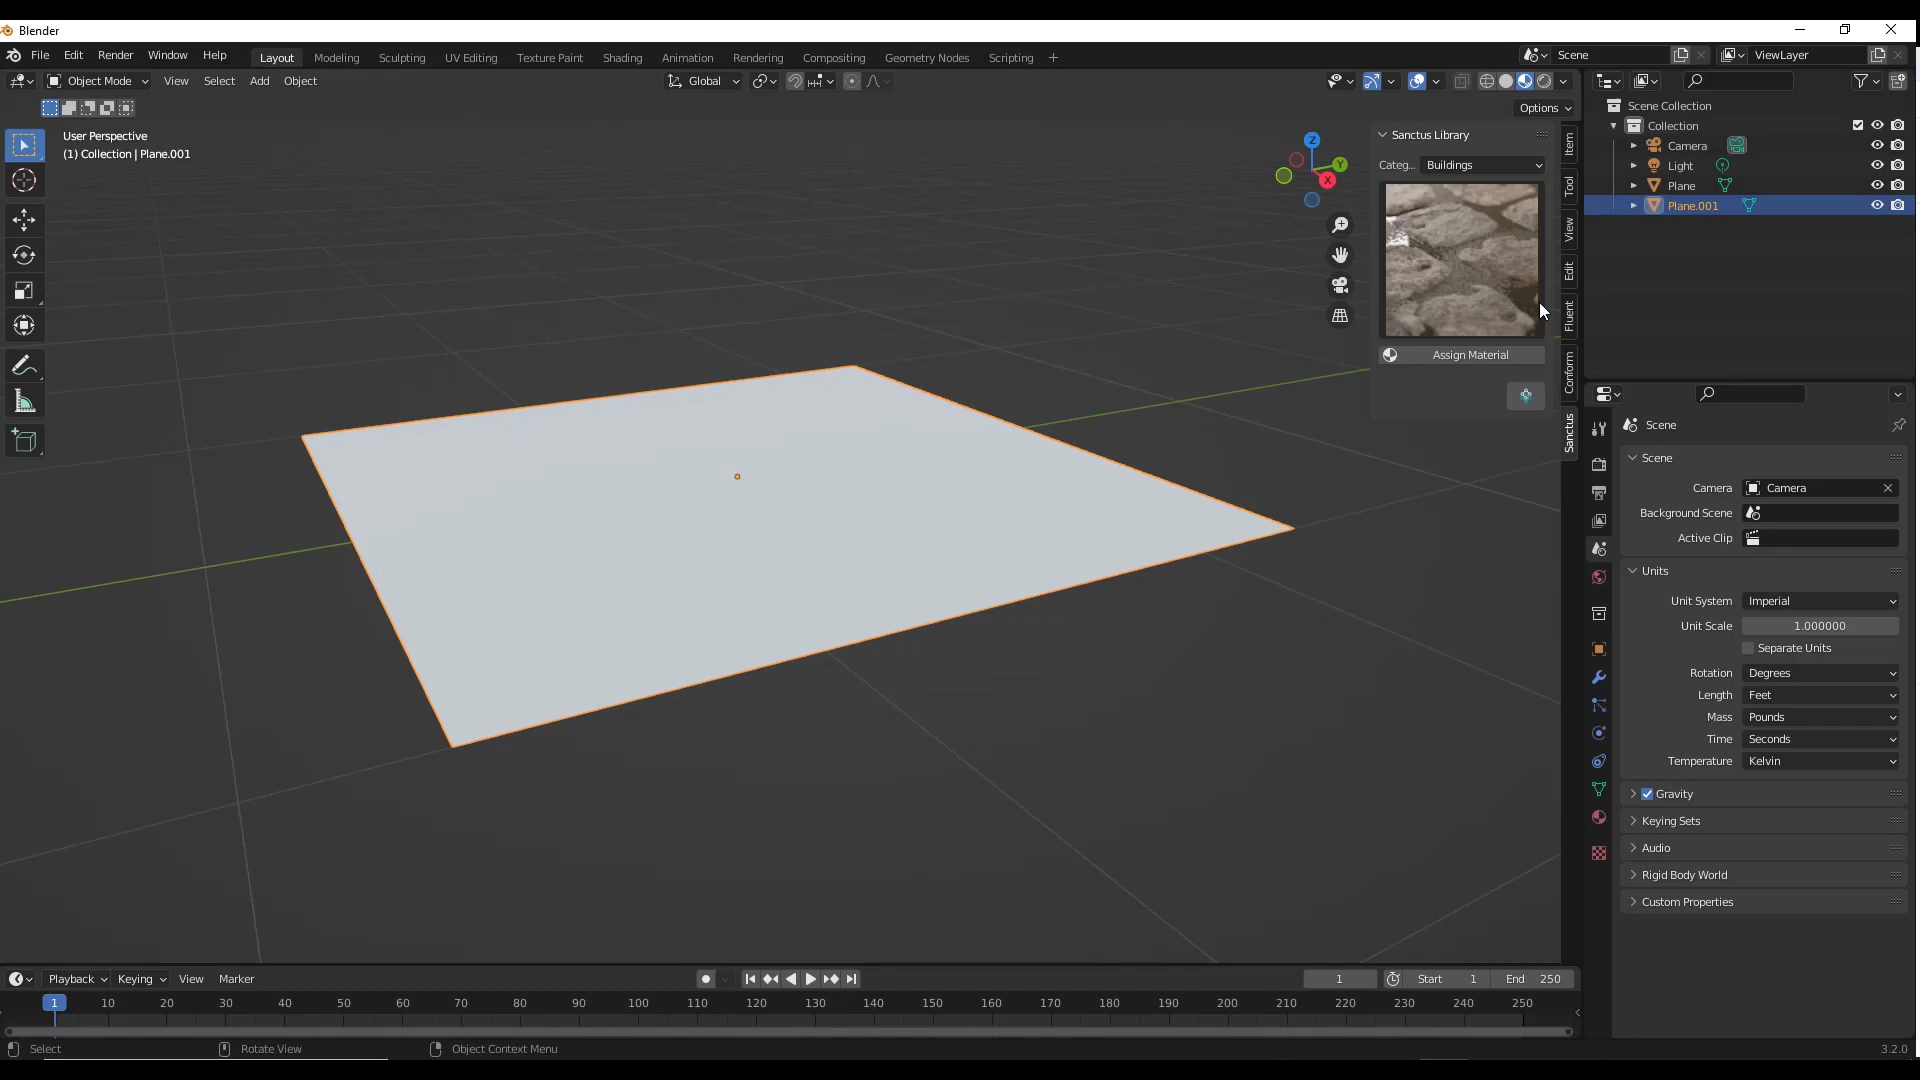 Blender
File Edit Render Window Help Layout Modeling Sculpting UV Editing Texture Paint Shading Animation Rendering Compositing Geometry Nodes Scripting + Scene ViewLayer
Object Mode View Select Add Object Global
Options
User Perspective
(1) Collection | Plane.001
Z
Y
X
Sanctus Library
Categ... Buildings
Assign Material
Item
Tool
View
Edit
Fluent
Conform
Sanctus
Scene Collection
Collection
Camera
Light
Plane
Plane.001
Scene
Scene
Camera Camera
Background Scene
Active Clip
Units
Unit System Imperial
Unit Scale 1.000000
Separate Units
Rotation Degrees
Length Feet
Mass Pounds
Time Seconds
Temperature Kelvin
Gravity
Keying Sets
Audio
Rigid Body World
Custom Properties
Playback Keying View Marker 1 Start 1 End 250
1 10 20 30 40 50 60 70 80 90 100 110 120 130 140 150 160 170 180 190 200 210 220 230 240 250
Select Rotate View Object Context Menu 3.2.0